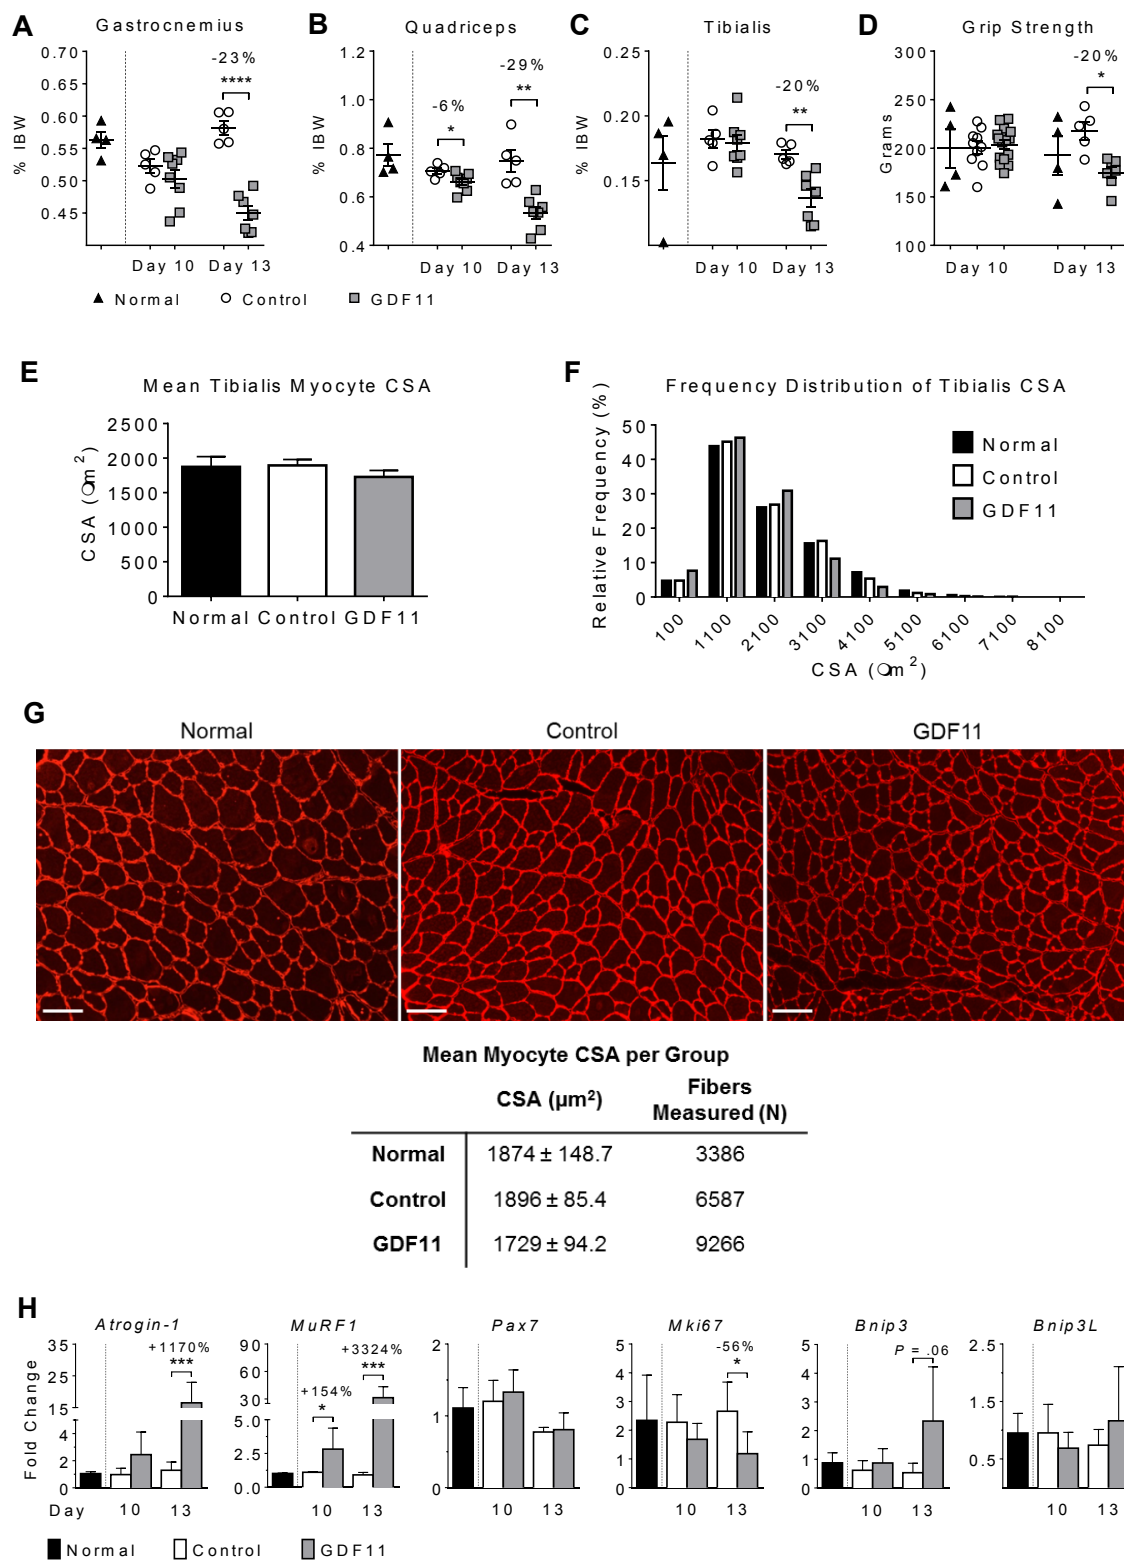 A Gastrocnemius
0.70
0.65
0.60
0.55
0.50
0.45
% IBW
-23%
****
Day 10 Day 13
B Quadriceps
1.2
1.0
0.8
0.6
0.4
% IBW
-6%
*
-29%
**
Day 10 Day 13
C Tibialis
0.25
0.20
0.15
% IBW
-20%
**
Day 10 Day 13
D Grip Strength
300
250
200
150
100
Grams
-20%
*
Day 10 Day 13
Normal Control GDF11
E Mean Tibialis Myocyte CSA
2500
2000
1500
1000
500
0
CSA (❍m²)
Normal Control GDF11
F Frequency Distribution of Tibialis CSA
50
40
30
20
10
0
Relative Frequency (%)
Normal
Control
GDF11
100 1100 2100 3100 4100 5100 6100 7100 8100
CSA (❍m²)
G
Normal Control GDF11
Mean Myocyte CSA per Group
CSA (µm²) Fibers
Measured (N)
Normal 1874 ± 148.7 3386
Control 1896 ± 85.4 6587
GDF11 1729 ± 94.2 9266
H
Atrogin-1
35
25
15
4
2
0
Fold Change
+1170%
***
Day 10 13
MuRF1
90
60
30
5.0
2.5
0.0
+154%
*
+3324%
***
10 13
Pax7
2
1
0
10 13
Mki67
5
4
3
2
1
0
-56%
*
10 13
Bnip3
5
4
3
2
1
0
P = .06
10 13
Bnip3L
2.5
1.5
0.5
10 13
Normal Control GDF11